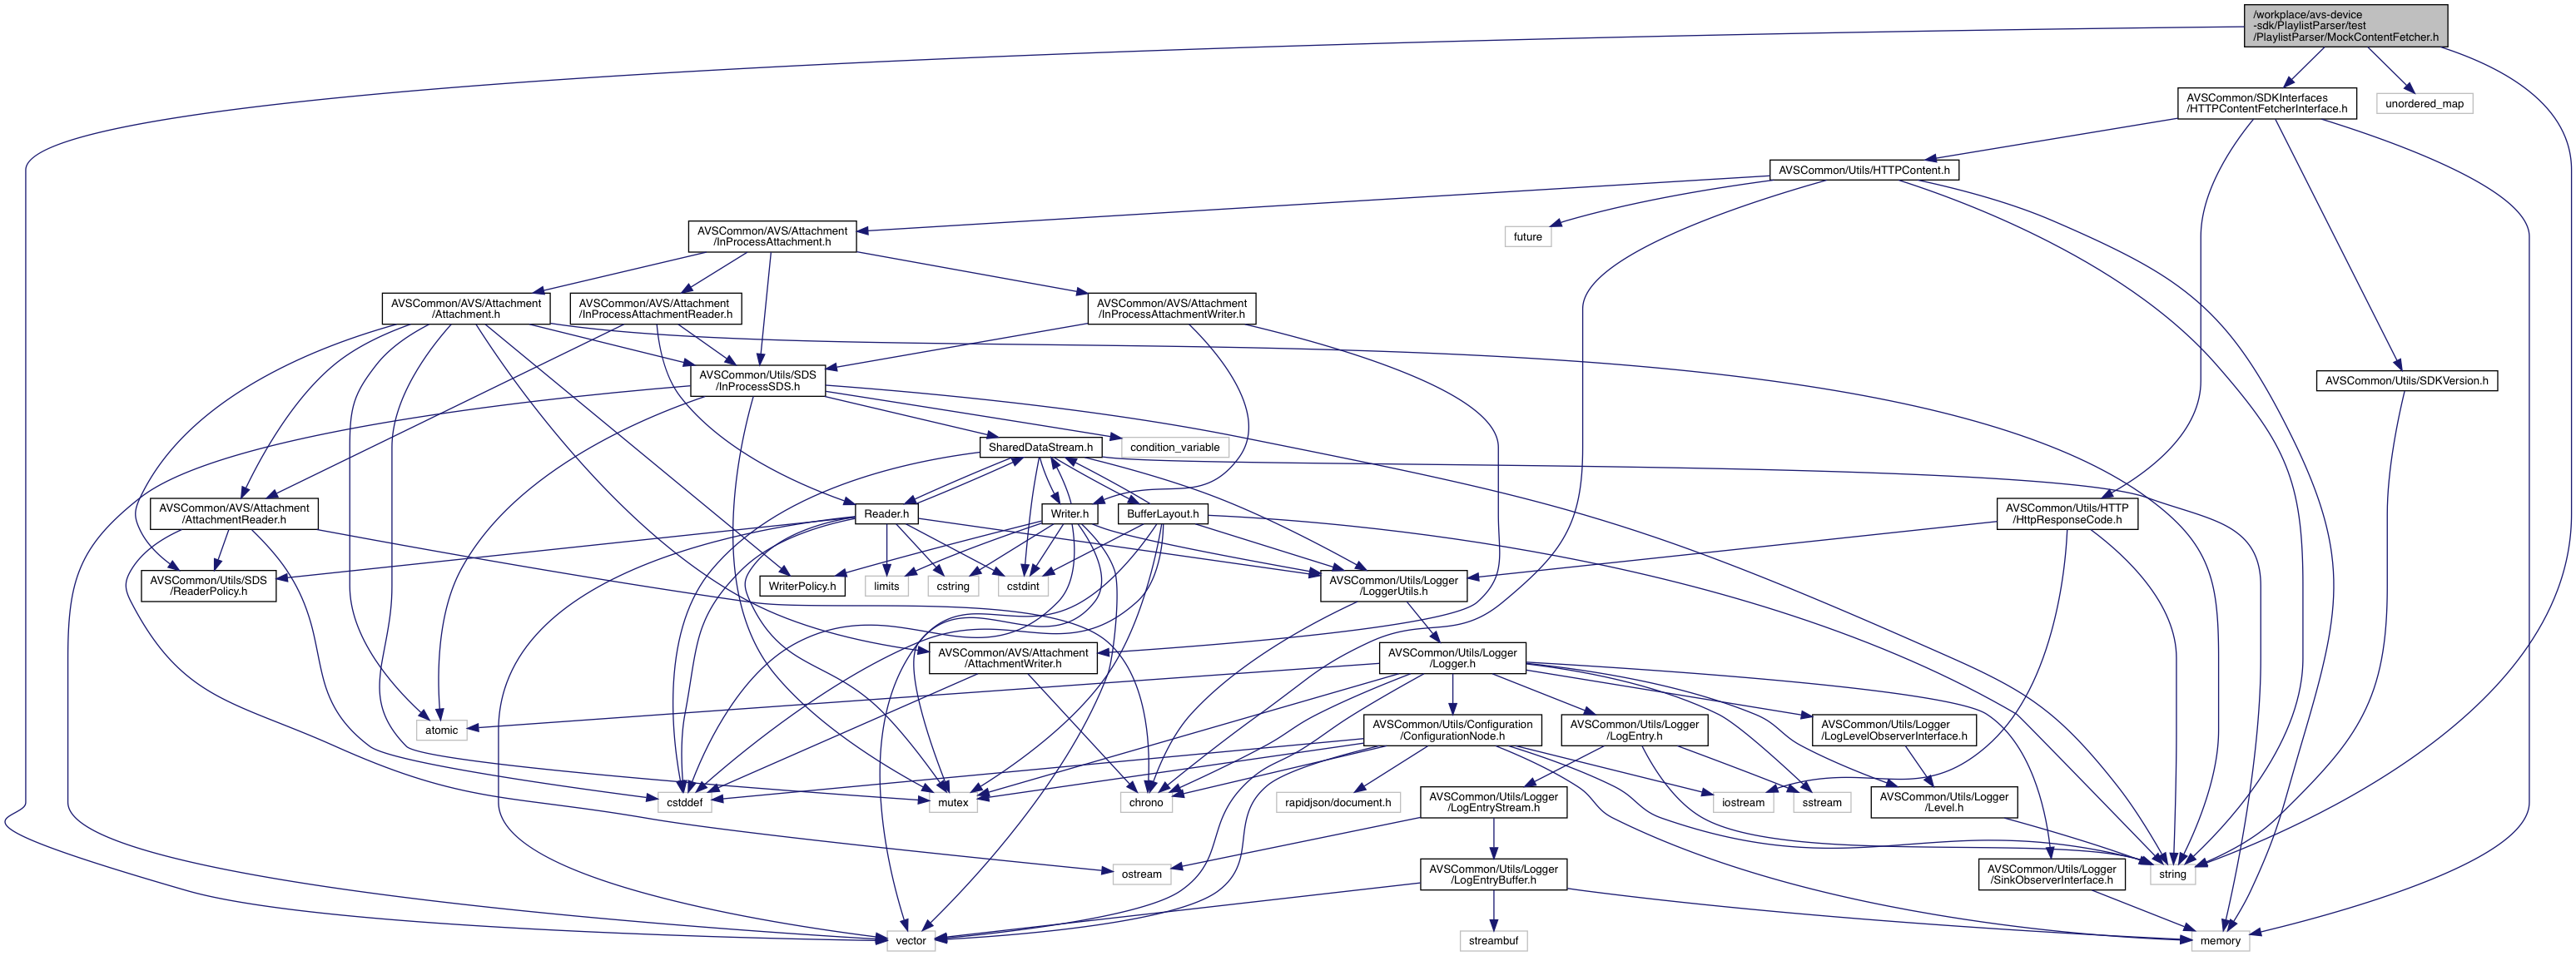 /workplace/avs-device
-sdk/PlaylistParser/test
/PlaylistParser/MockContentFetcher.h
AVSCommon/SDKInterfaces
/HTTPContentFetcherInterface.h
unordered_map
AVSCommon/Utils/HTTPContent.h
AVSCommon/AVS/Attachment
/InProcessAttachment.h
future
AVSCommon/AVS/Attachment
/Attachment.h
AVSCommon/AVS/Attachment
/InProcessAttachmentReader.h
AVSCommon/AVS/Attachment
/InProcessAttachmentWriter.h
AVSCommon/Utils/SDS
/InProcessSDS.h
AVSCommon/Utils/SDKVersion.h
SharedDataStream.h
condition_variable
AVSCommon/AVS/Attachment
/AttachmentReader.h
Reader.h
Writer.h
BufferLayout.h
AVSCommon/Utils/HTTP
/HttpResponseCode.h
AVSCommon/Utils/SDS
/ReaderPolicy.h
WriterPolicy.h
limits
cstring
cstdint
AVSCommon/Utils/Logger
/LoggerUtils.h
AVSCommon/AVS/Attachment
/AttachmentWriter.h
AVSCommon/Utils/Logger
/Logger.h
atomic
AVSCommon/Utils/Configuration
/ConfigurationNode.h
AVSCommon/Utils/Logger
/LogEntry.h
AVSCommon/Utils/Logger
/LogLevelObserverInterface.h
cstddef
mutex
chrono
rapidjson/document.h
AVSCommon/Utils/Logger
/LogEntryStream.h
iostream
sstream
AVSCommon/Utils/Logger
/Level.h
ostream
AVSCommon/Utils/Logger
/LogEntryBuffer.h
AVSCommon/Utils/Logger
/SinkObserverInterface.h
string
vector
streambuf
memory